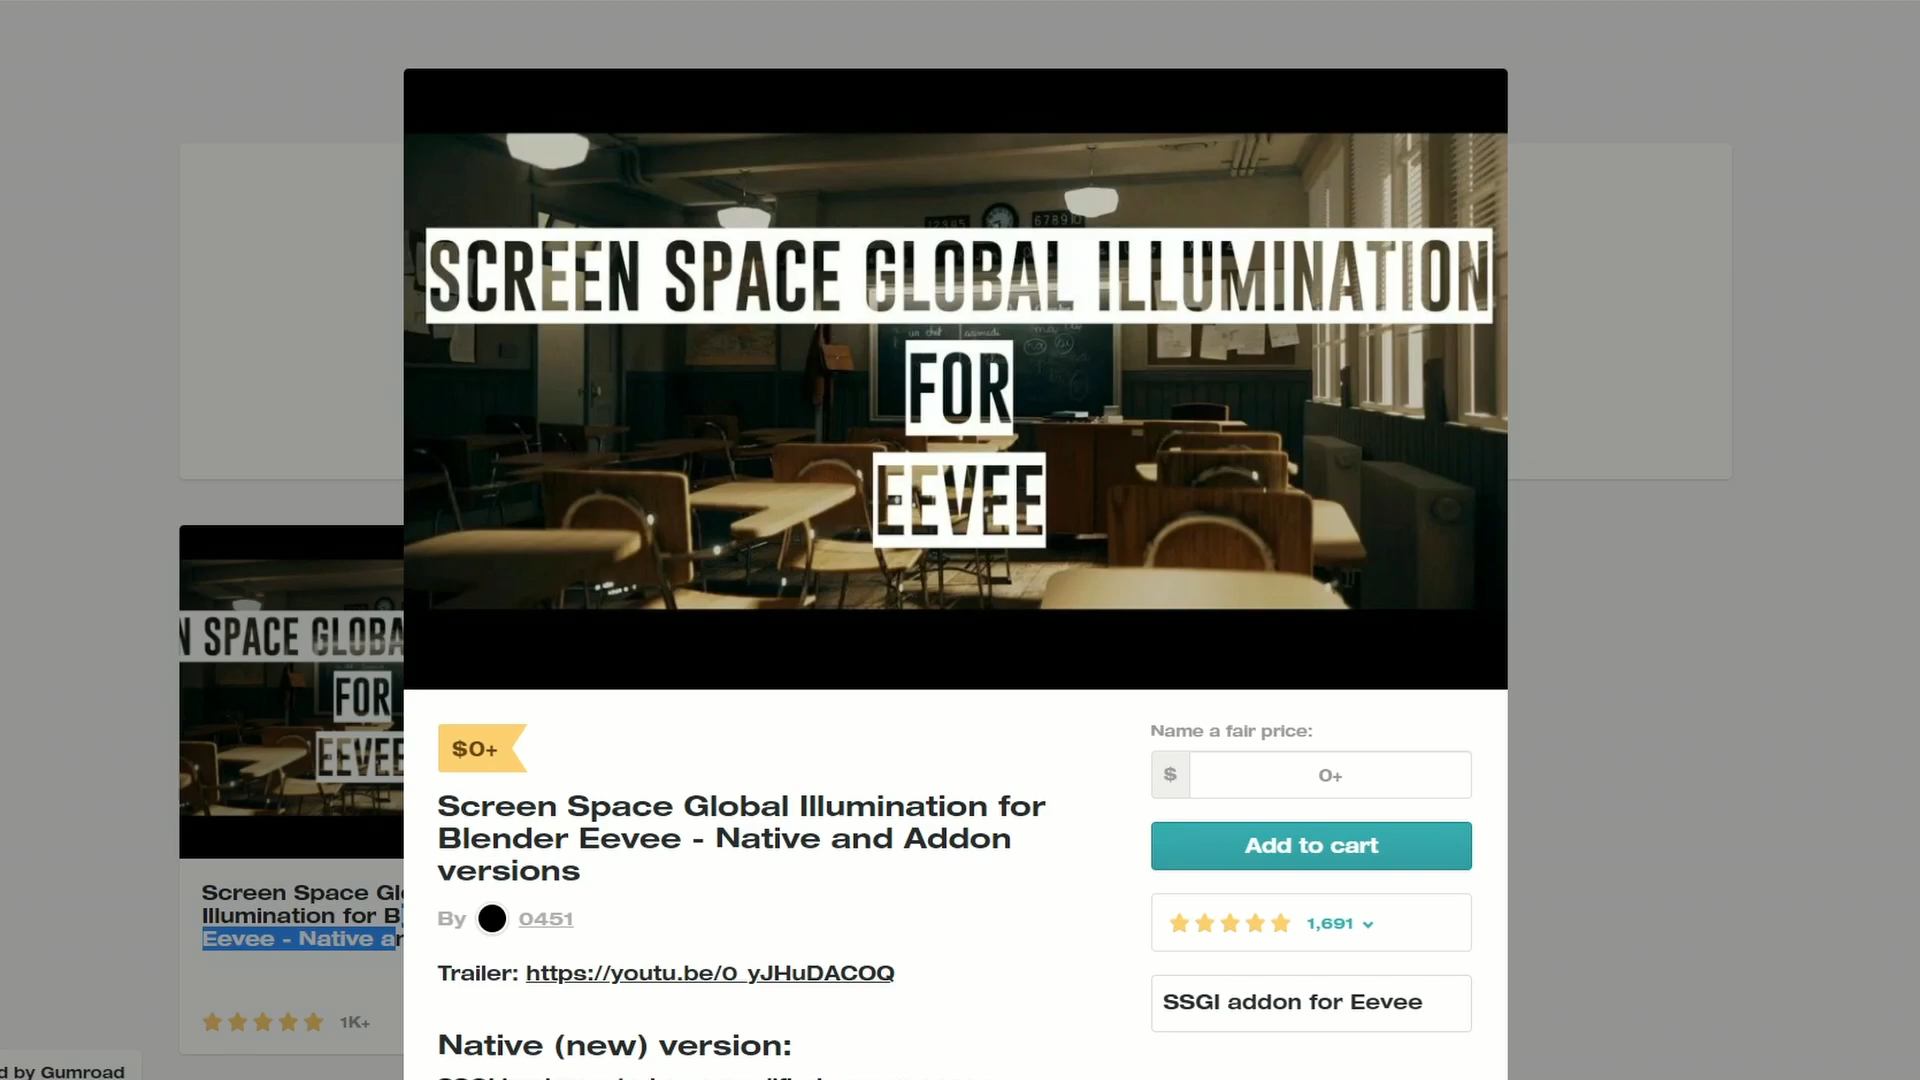 SCREEN SPACE GLOBAL ILLUMINATION
FOR
EEVEE
N SPACE GLOBA
FOR
EEVEE
$0+
Screen Space Global Illumination for
Blender Eevee - Native and Addon
versions
By 0451
Trailer: https://youtu.be/0_yJHuDACOQ
Native (new) version:
Name a fair price:
$ 0+
Add to cart
1,691
SSGI addon for Eevee
Screen Space Gl
Illumination for B
Eevee - Native a
1K+
d by Gumroad